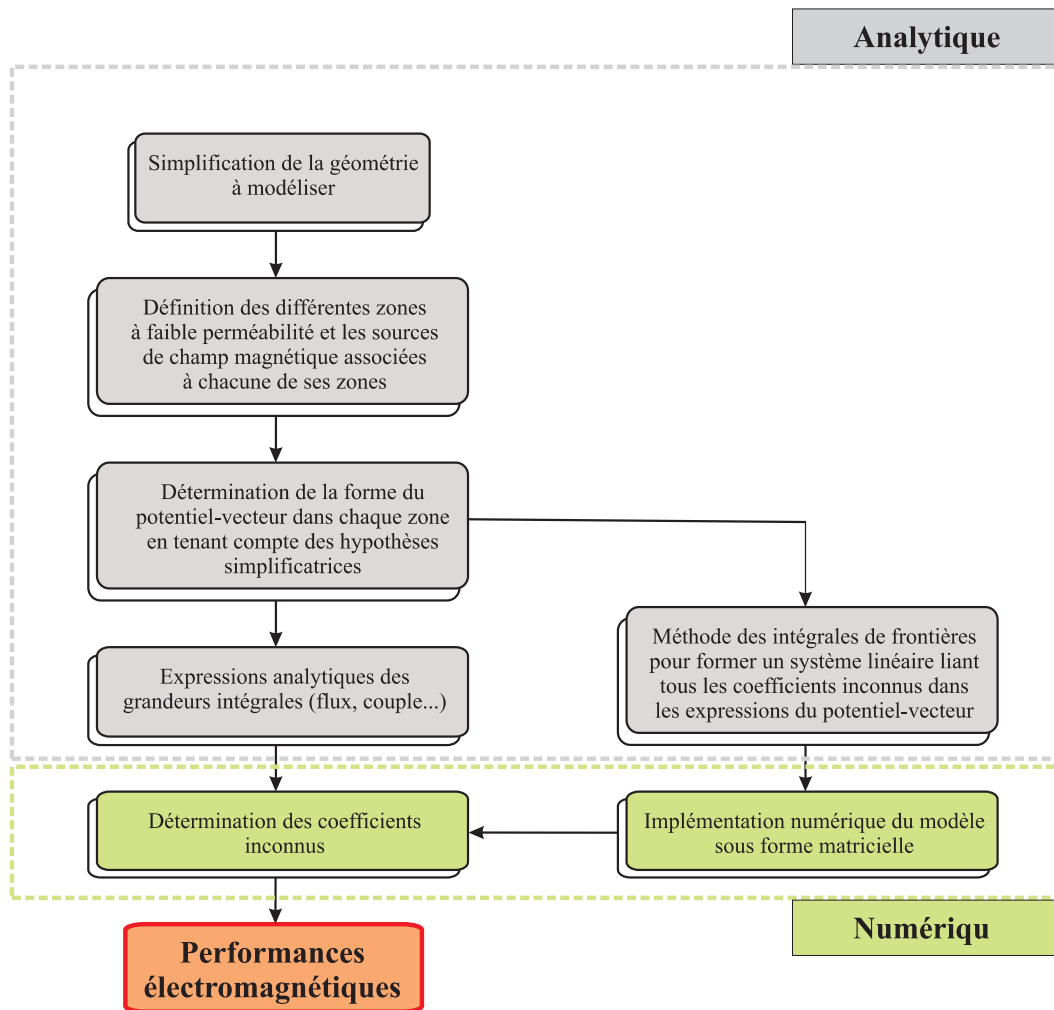 Analytique
Simplification de la géométrie
à modéliser
Définition des différentes zones
à faible perméabilité et les sources
de champ magnétique associées
à chacune de ses zones
Détermination de la forme du
potentiel-vecteur dans chaque zone
en tenant compte des hypothèses
simplificatrices
Expressions analytiques des
grandeurs intégrales (flux, couple...)
Méthode des intégrales de frontières
pour former un système linéaire liant
tous les coefficients inconnus dans
les expressions du potentiel-vecteur
Détermination des coefficients
inconnus
Implémentation numérique du modèle
sous forme matricielle
Numériqu
Performances
électromagnétiques